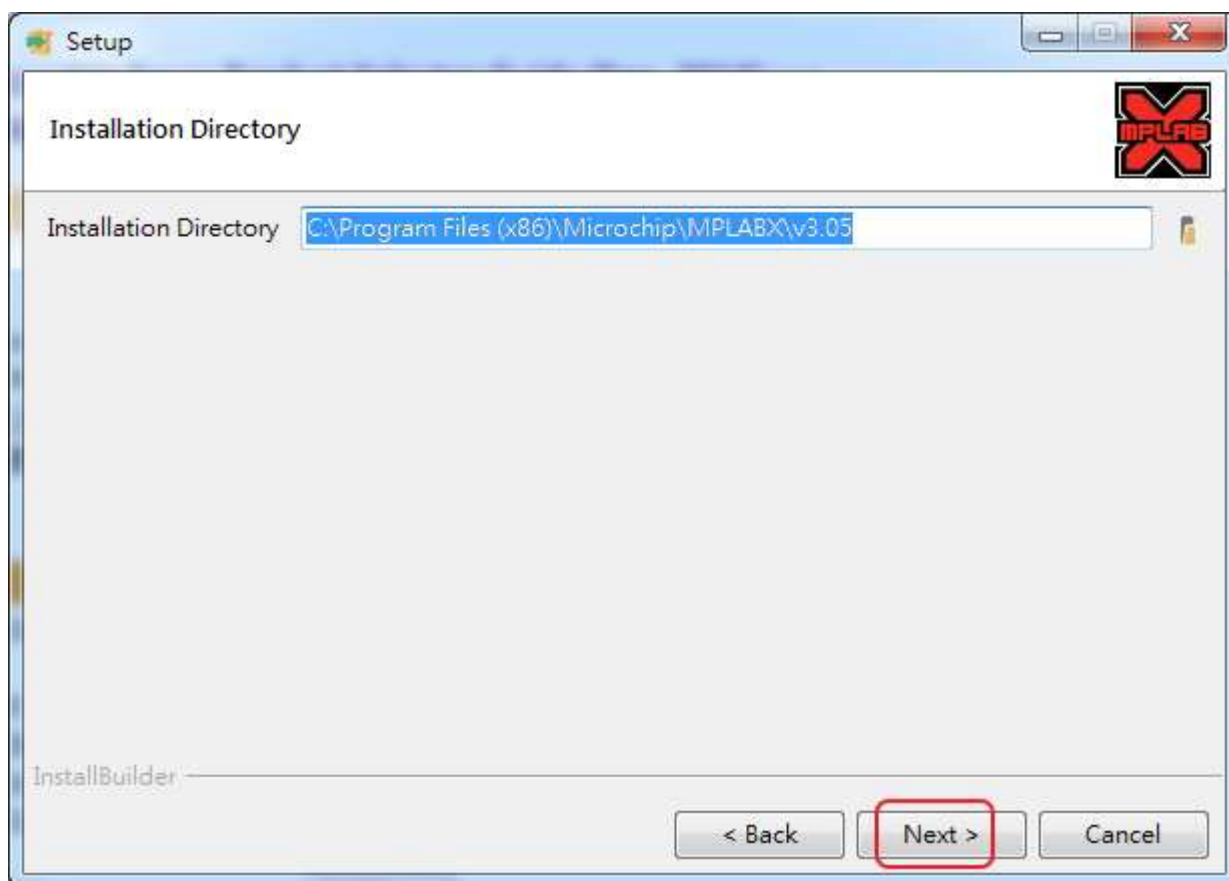 Setup
Installation Directory
MPLAB
Installation Directory C:\Program Files (x86)\Microchip\MPLABX\v3.05
InstallBuilder
< Back Next > Cancel